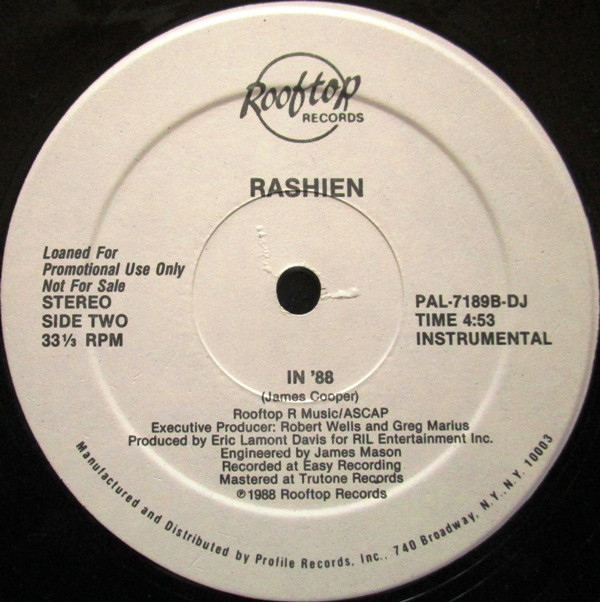 Rooftop
RECORDS
RASHIEN
Loaned For
Promotional Use Only
Not For Sale
STEREO
SIDE TWO
33⅓ RPM
PAL-7189B-DJ
TIME 4:53
INSTRUMENTAL
IN '88
(James Cooper)
Rooftop R Music/ASCAP
Executive Producer: Robert Wells and Greg Marius
Produced by Eric Lamont Davis for RIL Entertainment Inc.
Engineered by James Mason
Recorded at Easy Recording
Mastered at Trutone Records
℗1988 Rooftop Records
Manufactured and Distributed by Profile Records, Inc., 740 Broadway, N.Y., N.Y. 10003